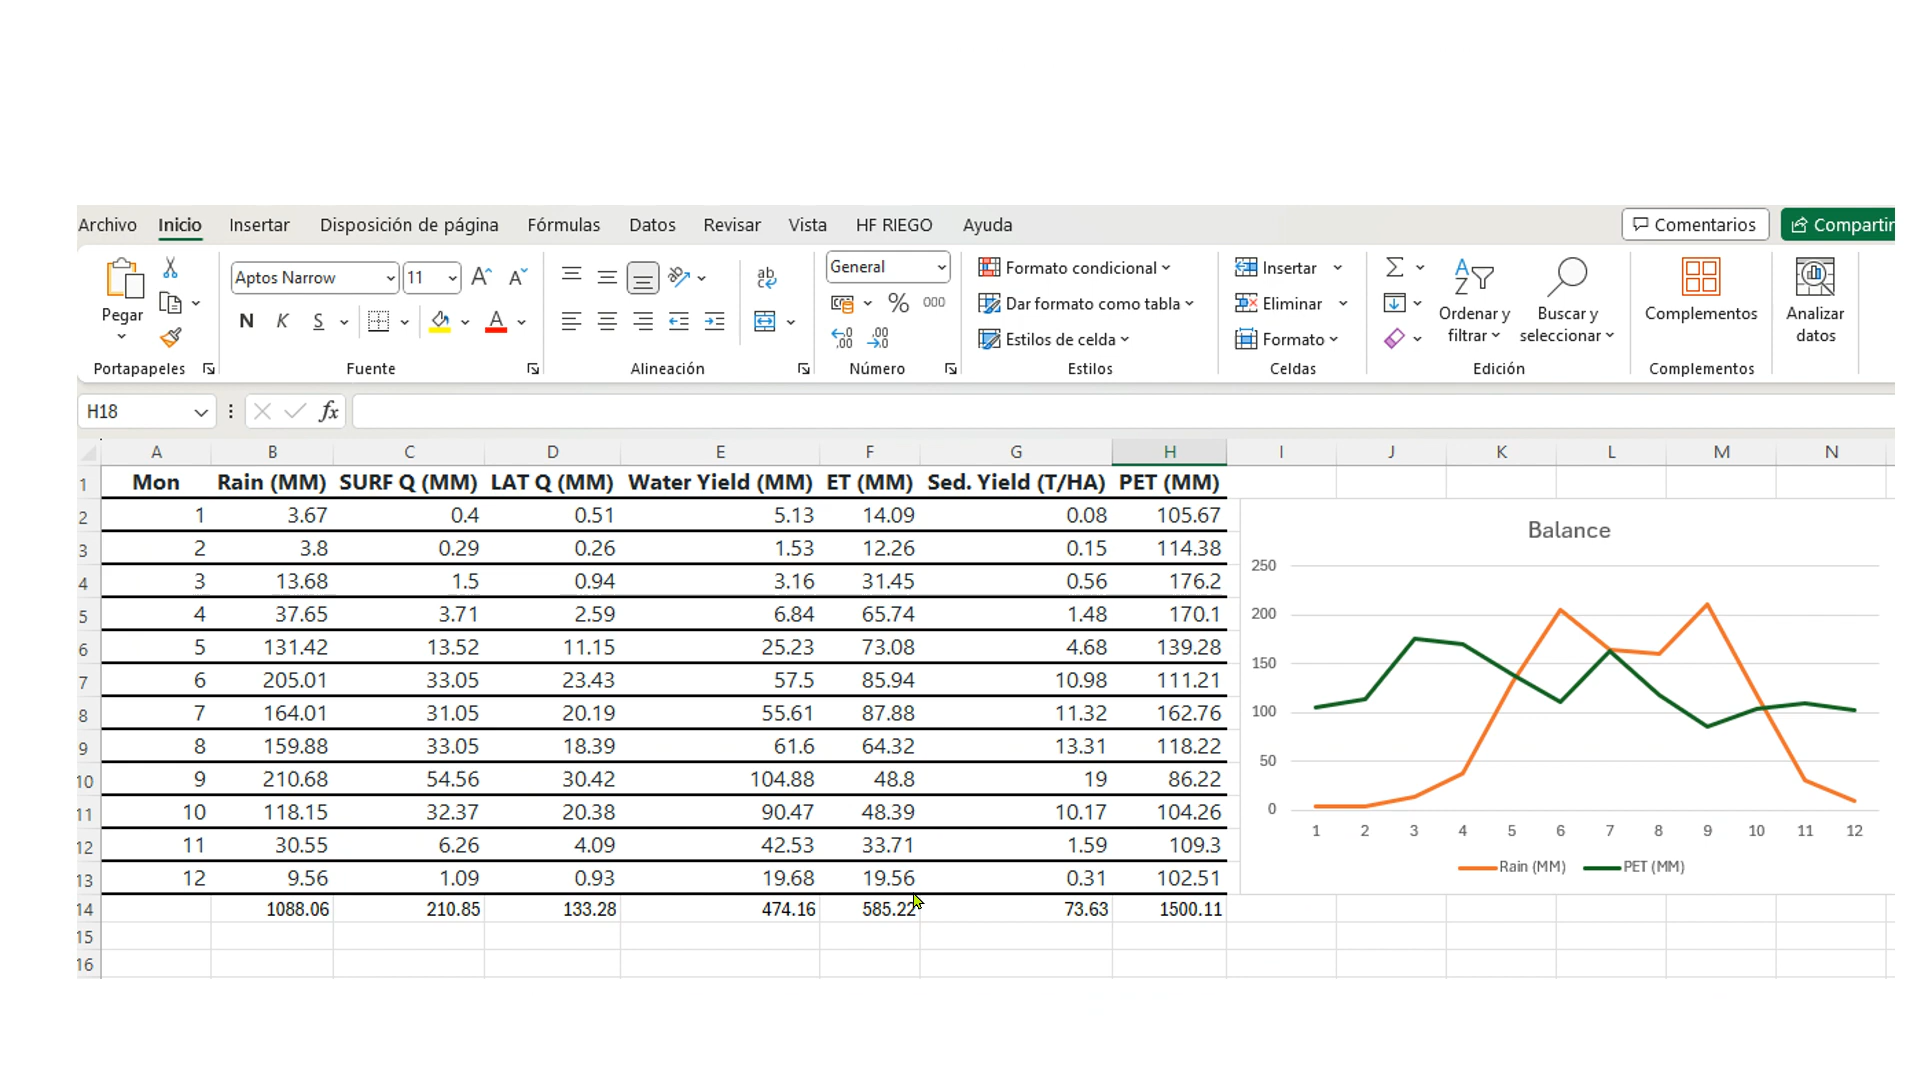 Archivo Inicio Insertar Disposición de página Fórmulas Datos Revisar Vista HF RIEGO Ayuda Comentarios Compartir
Pegar
Portapapeles
Aptos Narrow 11
N K S
Fuente
ab
Alineación
General
% 000
Número
Formato condicional
Dar formato como tabla
Estilos de celda
Estilos
Insertar
Eliminar
Formato
Celdas
Ordenar y filtrar
Buscar y seleccionar
Edición
Complementos
Complementos
Analizar datos
H18 fx
A B C D E F G H I J K L M N
1 Mon Rain (MM) SURF Q (MM) LAT Q (MM) Water Yield (MM) ET (MM) Sed. Yield (T/HA) PET (MM)
2 1 3.67 0.4 0.51 5.13 14.09 0.08 105.67
3 2 3.8 0.29 0.26 1.53 12.26 0.15 114.38
4 3 13.68 1.5 0.94 3.16 31.45 0.56 176.2
5 4 37.65 3.71 2.59 6.84 65.74 1.48 170.1
6 5 131.42 13.52 11.15 25.23 73.08 4.68 139.28
7 6 205.01 33.05 23.43 57.5 85.94 10.98 111.21
8 7 164.01 31.05 20.19 55.61 87.88 11.32 162.76
9 8 159.88 33.05 18.39 61.6 64.32 13.31 118.22
10 9 210.68 54.56 30.42 104.88 48.8 19 86.22
11 10 118.15 32.37 20.38 90.47 48.39 10.17 104.26
12 11 30.55 6.26 4.09 42.53 33.71 1.59 109.3
13 12 9.56 1.09 0.93 19.68 19.56 0.31 102.51
14 1088.06 210.85 133.28 474.16 585.22 73.63 1500.11
15
16
Balance
250
200
150
100
50
0
1 2 3 4 5 6 7 8 9 10 11 12
Rain (MM) PET (MM)